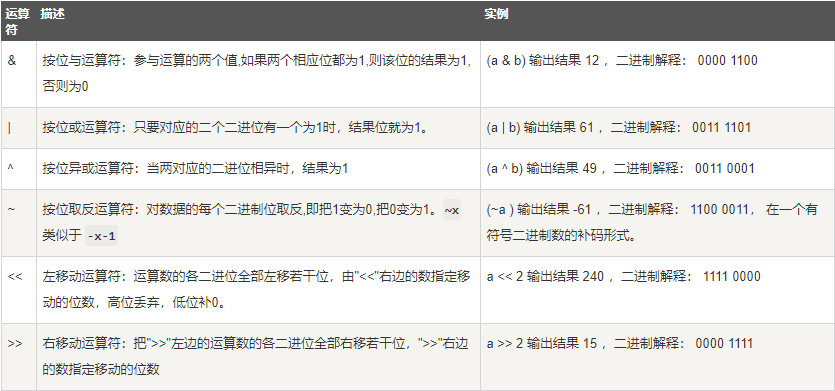 运算符 描述 实例
& 按位与运算符：参与运算的两个值,如果两个相应位都为1,则该位的结果为1,否则为0 (a & b) 输出结果 12 ，二进制解释： 0000 1100
| 按位或运算符：只要对应的二个二进位有一个为1时，结果位就为1。 (a | b) 输出结果 61 ，二进制解释： 0011 1101
^ 按位异或运算符：当两对应的二进位相异时，结果为1 (a ^ b) 输出结果 49 ，二进制解释： 0011 0001
~ 按位取反运算符：对数据的每个二进制位取反,即把1变为0,把0变为1。~x 类似于 -x-1 (~a ) 输出结果 -61 ，二进制解释： 1100 0011， 在一个有符号二进制数的补码形式。
<< 左移动运算符：运算数的各二进位全部左移若干位，由"<<"右边的数指定移动的位数，高位丢弃，低位补0。 a << 2 输出结果 240 ，二进制解释： 1111 0000
>> 右移动运算符：把">>"左边的运算数的各二进位全部右移若干位，">>"右边的数指定移动的位数 a >> 2 输出结果 15 ，二进制解释： 0000 1111